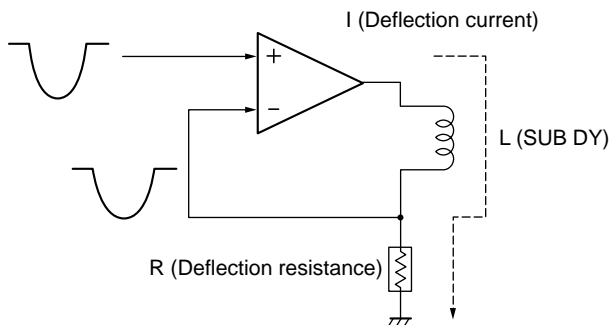 I (Deflection current)
+
−
L (SUB DY)
R (Deflection resistance)